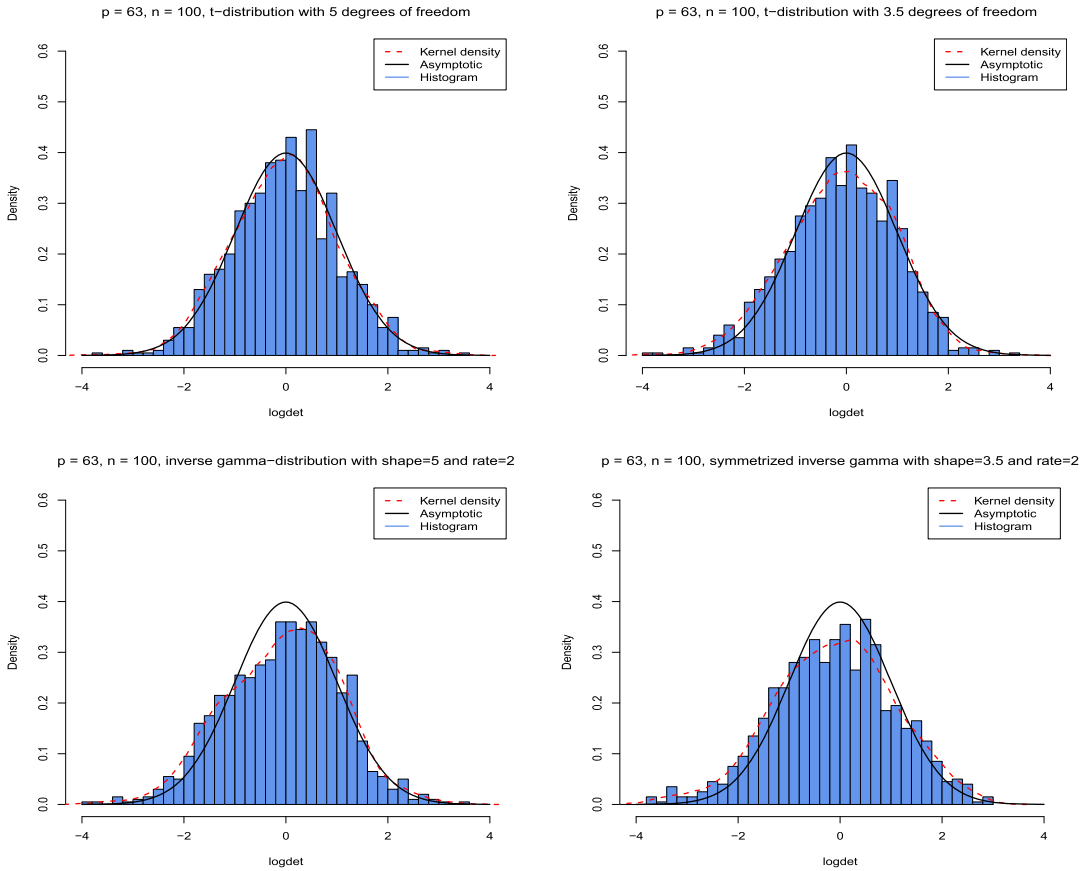 p = 63, n = 100, t−distribution with 5 degrees of freedom
Kernel density
Asymptotic
Histogram
Density
0.0
0.1
0.2
0.3
0.4
0.5
0.6
−4
−2
0
2
4
logdet
p = 63, n = 100, t−distribution with 3.5 degrees of freedom
Kernel density
Asymptotic
Histogram
Density
0.0
0.1
0.2
0.3
0.4
0.5
0.6
−4
−2
0
2
4
logdet
p = 63, n = 100, inverse gamma−distribution with shape=5 and rate=2
Kernel density
Asymptotic
Histogram
Density
0.0
0.1
0.2
0.3
0.4
0.5
0.6
−4
−2
0
2
4
logdet
p = 63, n = 100, symmetrized inverse gamma with shape=3.5 and rate=2
Kernel density
Asymptotic
Histogram
Density
0.0
0.1
0.2
0.3
0.4
0.5
0.6
−4
−2
0
2
4
logdet